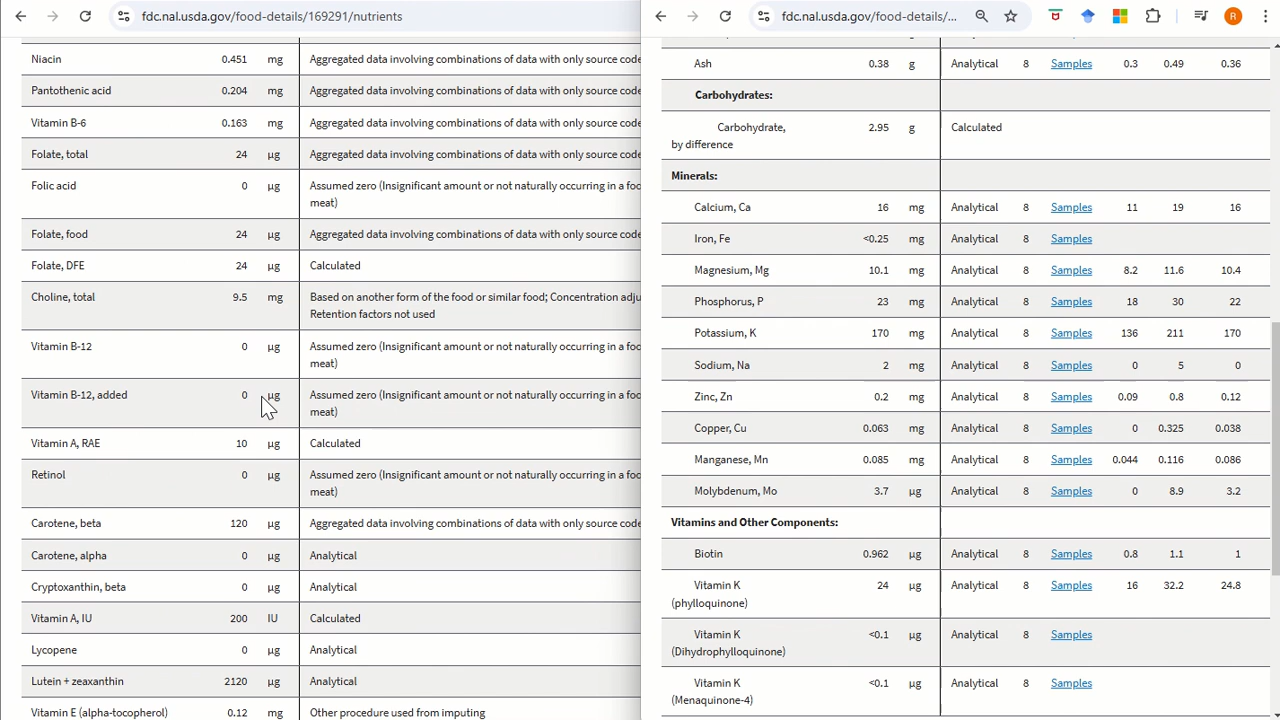 fdc.nal.usda.gov/food-details/169291/nutrients
Niacin 0.451 mg Aggregated data involving combinations of data with only source code
Pantothenic acid 0.204 mg Aggregated data involving combinations of data with only source code
Vitamin B-6 0.163 mg Aggregated data involving combinations of data with only source code
Folate, total 24 µg Aggregated data involving combinations of data with only source code
Folic acid 0 µg Assumed zero (Insignificant amount or not naturally occurring in a foo
meat)
Folate, food 24 µg Aggregated data involving combinations of data with only source code
Folate, DFE 24 µg Calculated
Choline, total 9.5 mg Based on another form of the food or similar food; Concentration adju
Retention factors not used
Vitamin B-12 0 µg Assumed zero (Insignificant amount or not naturally occurring in a foo
meat)
Vitamin B-12, added 0 µg Assumed zero (Insignificant amount or not naturally occurring in a foo
meat)
Vitamin A, RAE 10 µg Calculated
Retinol 0 µg Assumed zero (Insignificant amount or not naturally occurring in a foo
meat)
Carotene, beta 120 µg Aggregated data involving combinations of data with only source code
Carotene, alpha 0 µg Analytical
Cryptoxanthin, beta 0 µg Analytical
Vitamin A, IU 200 IU Calculated
Lycopene 0 µg Analytical
Lutein + zeaxanthin 2120 µg Analytical
Vitamin E (alpha-tocopherol) 0.12 mg Other procedure used from imputing
fdc.nal.usda.gov/food-details/...
R
Ash 0.38 g Analytical 8 Samples 0.3 0.49 0.36
Carbohydrates:
Carbohydrate, 2.95 g Calculated
by difference
Minerals:
Calcium, Ca 16 mg Analytical 8 Samples 11 19 16
Iron, Fe <0.25 mg Analytical 8 Samples
Magnesium, Mg 10.1 mg Analytical 8 Samples 8.2 11.6 10.4
Phosphorus, P 23 mg Analytical 8 Samples 18 30 22
Potassium, K 170 mg Analytical 8 Samples 136 211 170
Sodium, Na 2 mg Analytical 8 Samples 0 5 0
Zinc, Zn 0.2 mg Analytical 8 Samples 0.09 0.8 0.12
Copper, Cu 0.063 mg Analytical 8 Samples 0 0.325 0.038
Manganese, Mn 0.085 mg Analytical 8 Samples 0.044 0.116 0.086
Molybdenum, Mo 3.7 µg Analytical 8 Samples 0 8.9 3.2
Vitamins and Other Components:
Biotin 0.962 µg Analytical 8 Samples 0.8 1.1 1
Vitamin K 24 µg Analytical 8 Samples 16 32.2 24.8
(phylloquinone)
Vitamin K <0.1 µg Analytical 8 Samples
(Dihydrophylloquinone)
Vitamin K <0.1 µg Analytical 8 Samples
(Menaquinone-4)